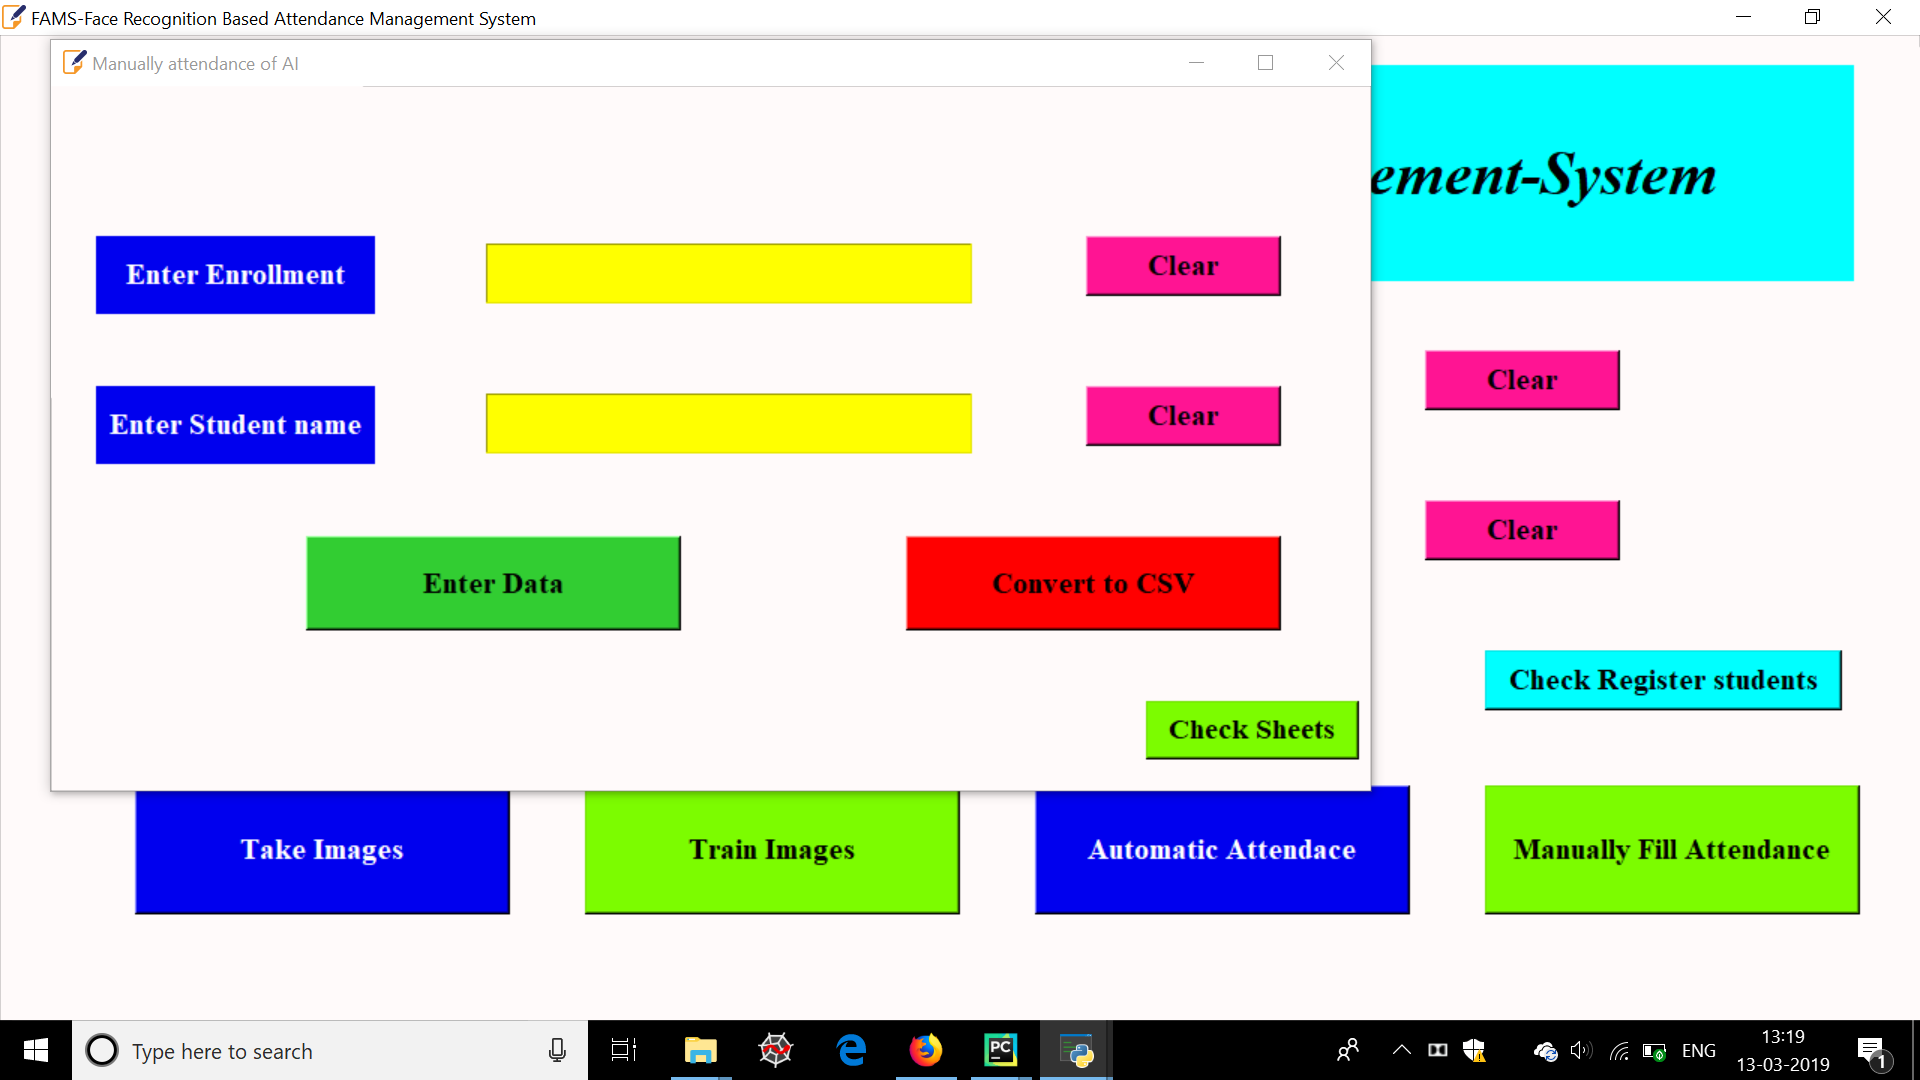 FAMS-Face Recognition Based Attendance Management System
Manually attendance of AI
ement-System
Enter Enrollment
Clear
Enter Student name
Clear
Clear
Clear
Enter Data
Convert to CSV
Check Register students
Check Sheets
Take Images
Train Images
Automatic Attendace
Manually Fill Attendance
Type here to search
PC
ENG
13:19
13-03-2019
1